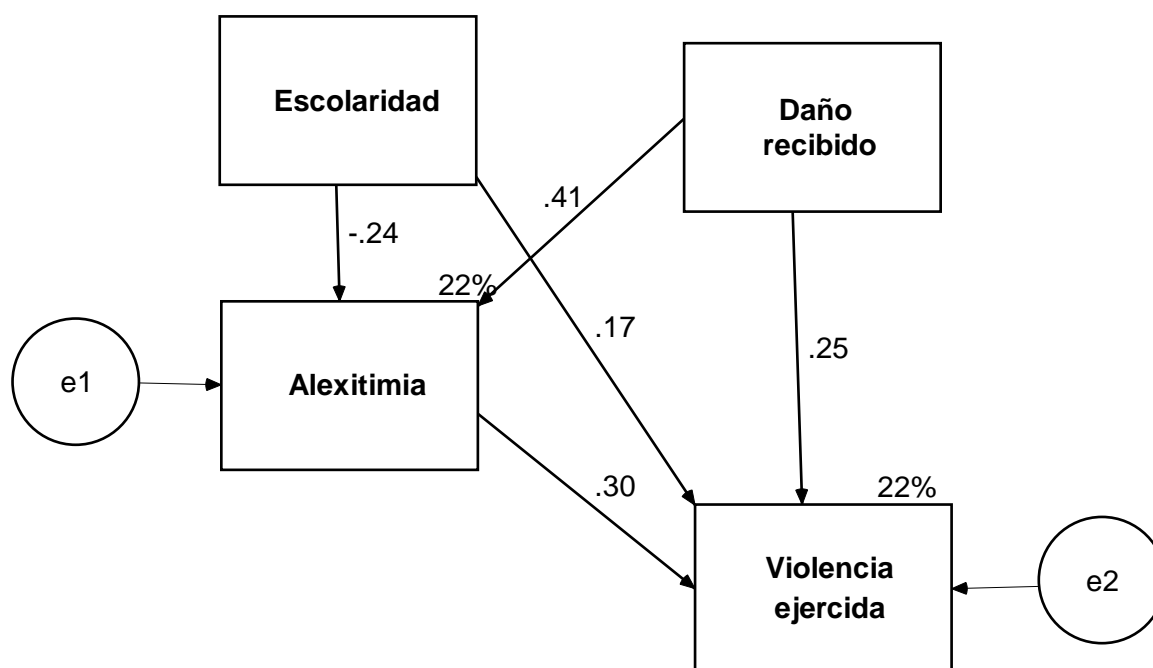 Escolaridad
Daño
recibido
.41
-.24
22%
.17
.25
e1
Alexitimia
.30
22%
Violencia
ejercida
e2